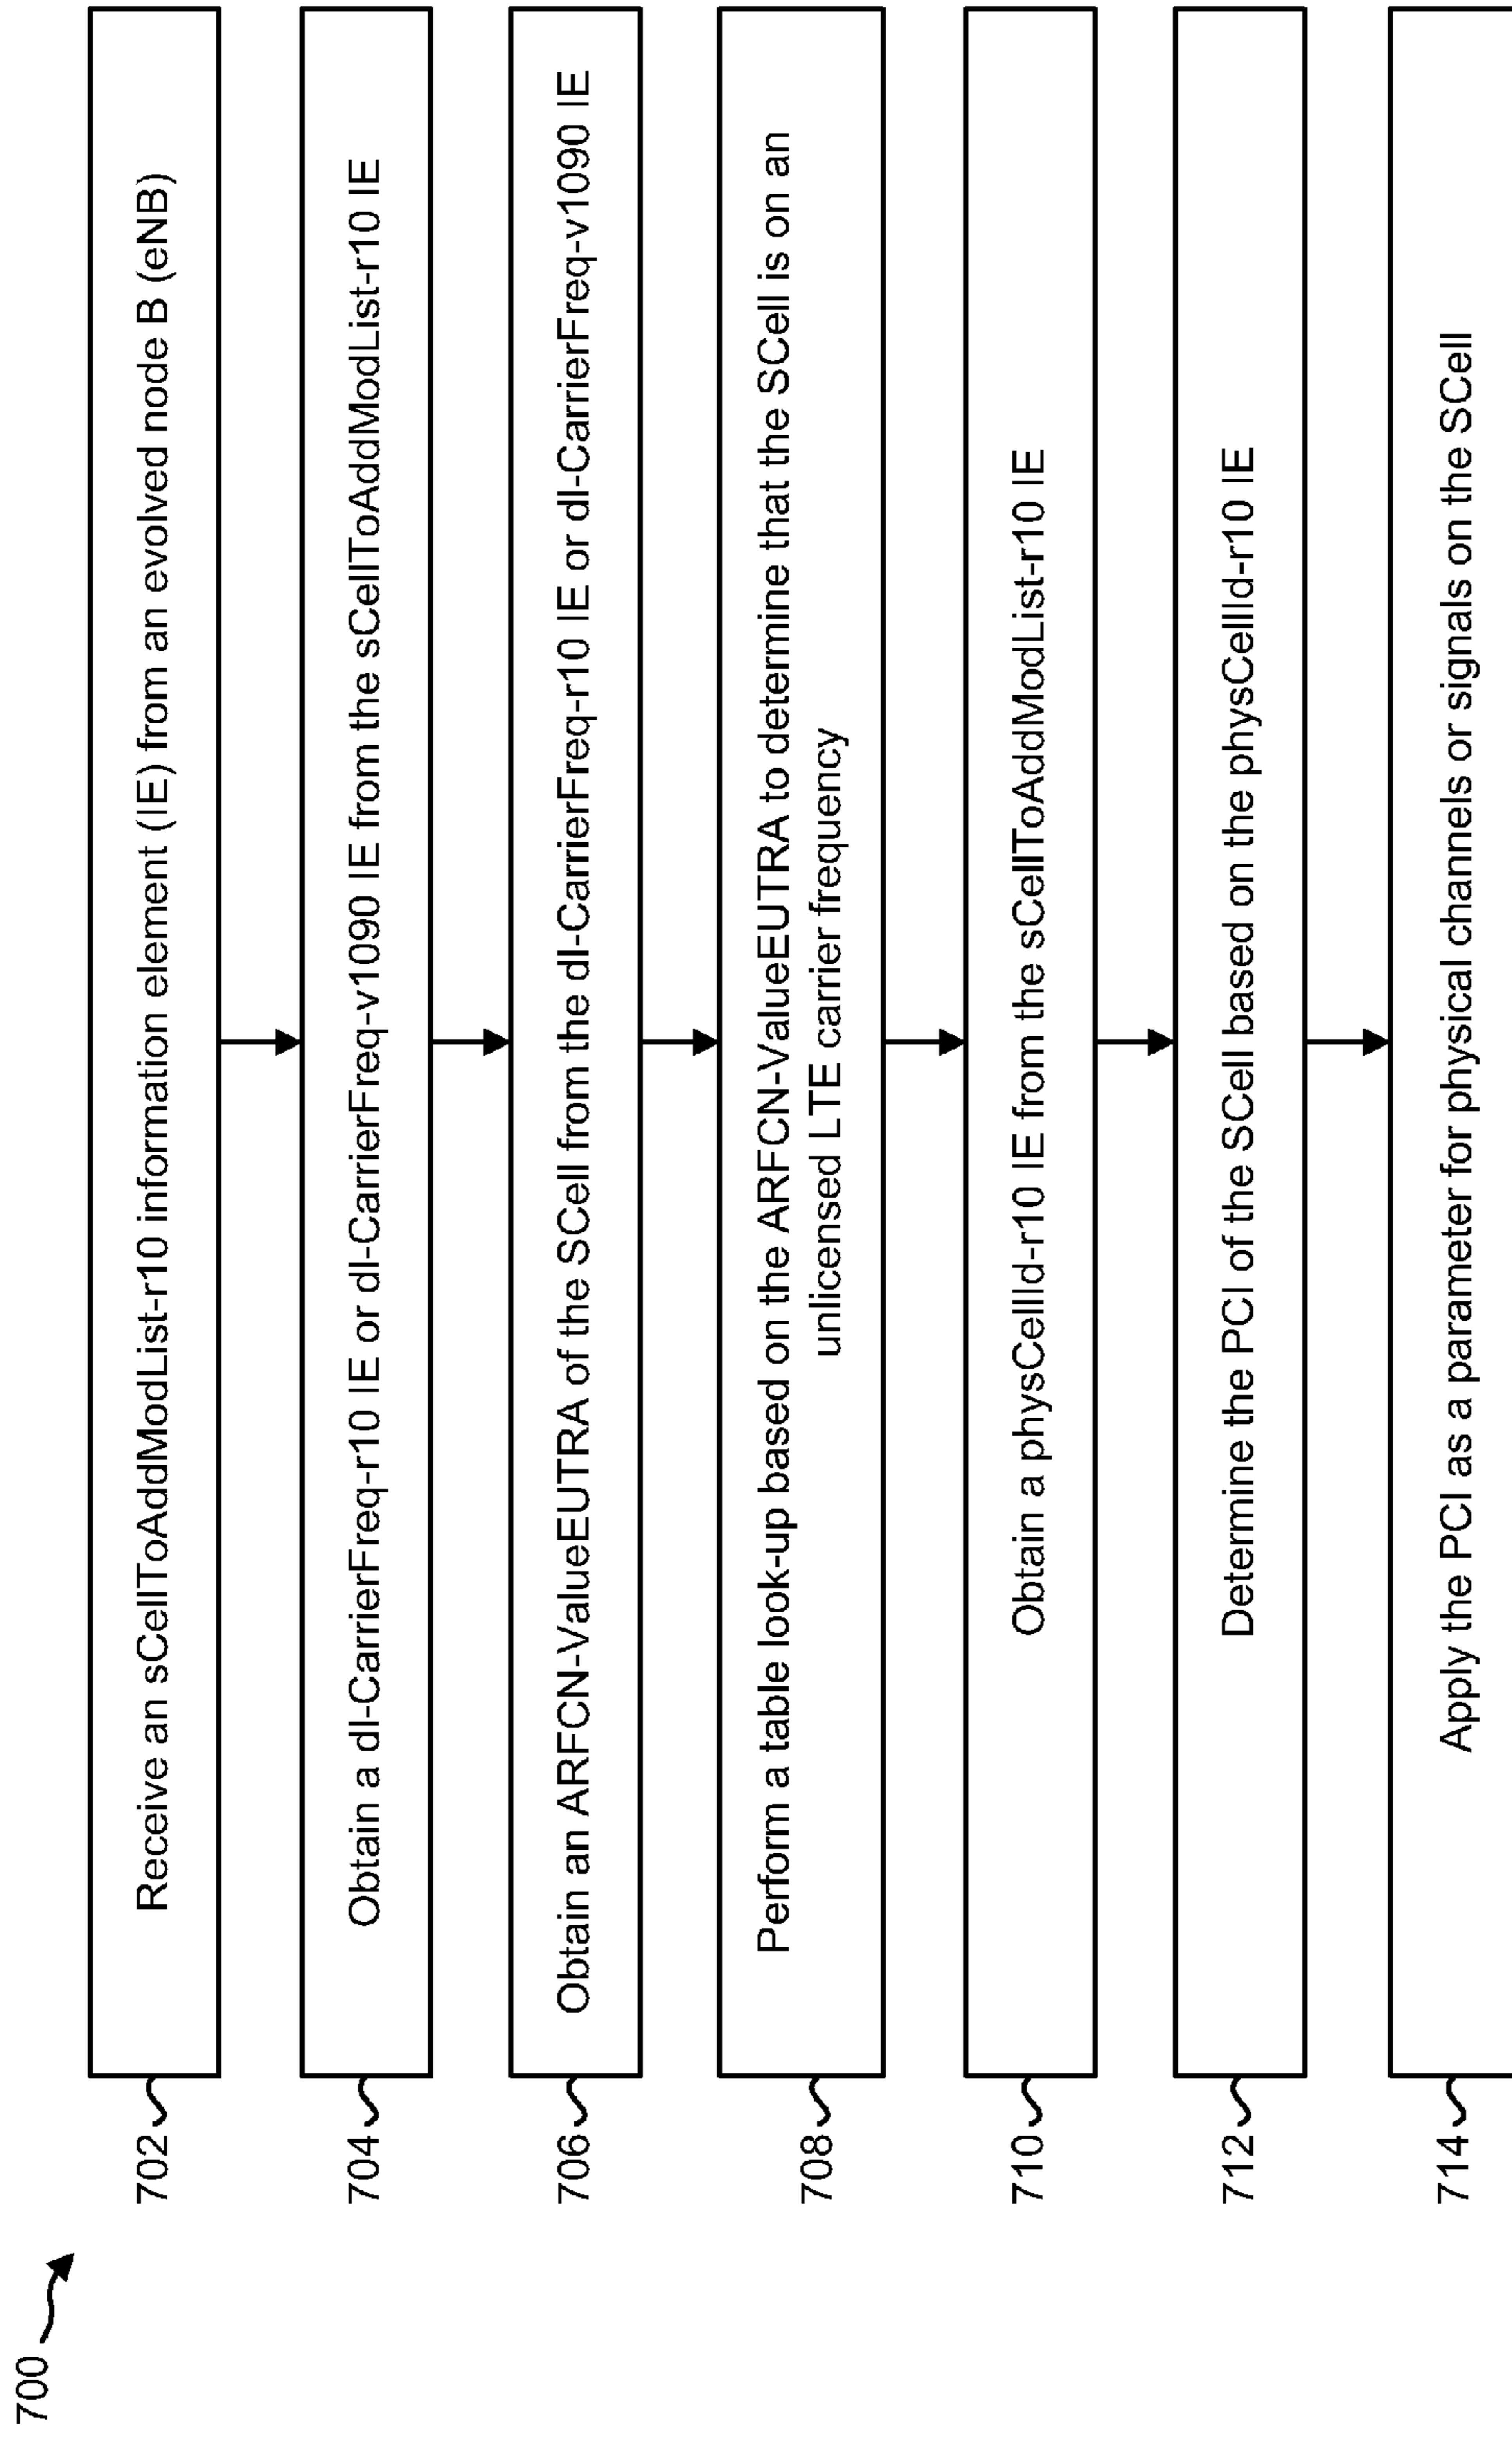 700
702
Receive an sCellToAddModList-r10 information element (IE) from an evolved node B (eNB)
704
Obtain a dl-CarrierFreq-r10 IE or dl-CarrierFreq-v1090 IE from the sCellToAddModList-r10 IE
706
Obtain an ARFCN-ValueEUTRA of the SCell from the dl-CarrierFreq-r10 IE or dl-CarrierFreq-v1090 IE
708
Perform a table look-up based on the ARFCN-ValueEUTRA to determine that the SCell is on an
unlicensed LTE carrier frequency
710
Obtain a physCellId-r10 IE from the sCellToAddModList-r10 IE
712
Determine the PCI of the SCell based on the physCellId-r10 IE
714
Apply the PCI as a parameter for physical channels or signals on the SCell